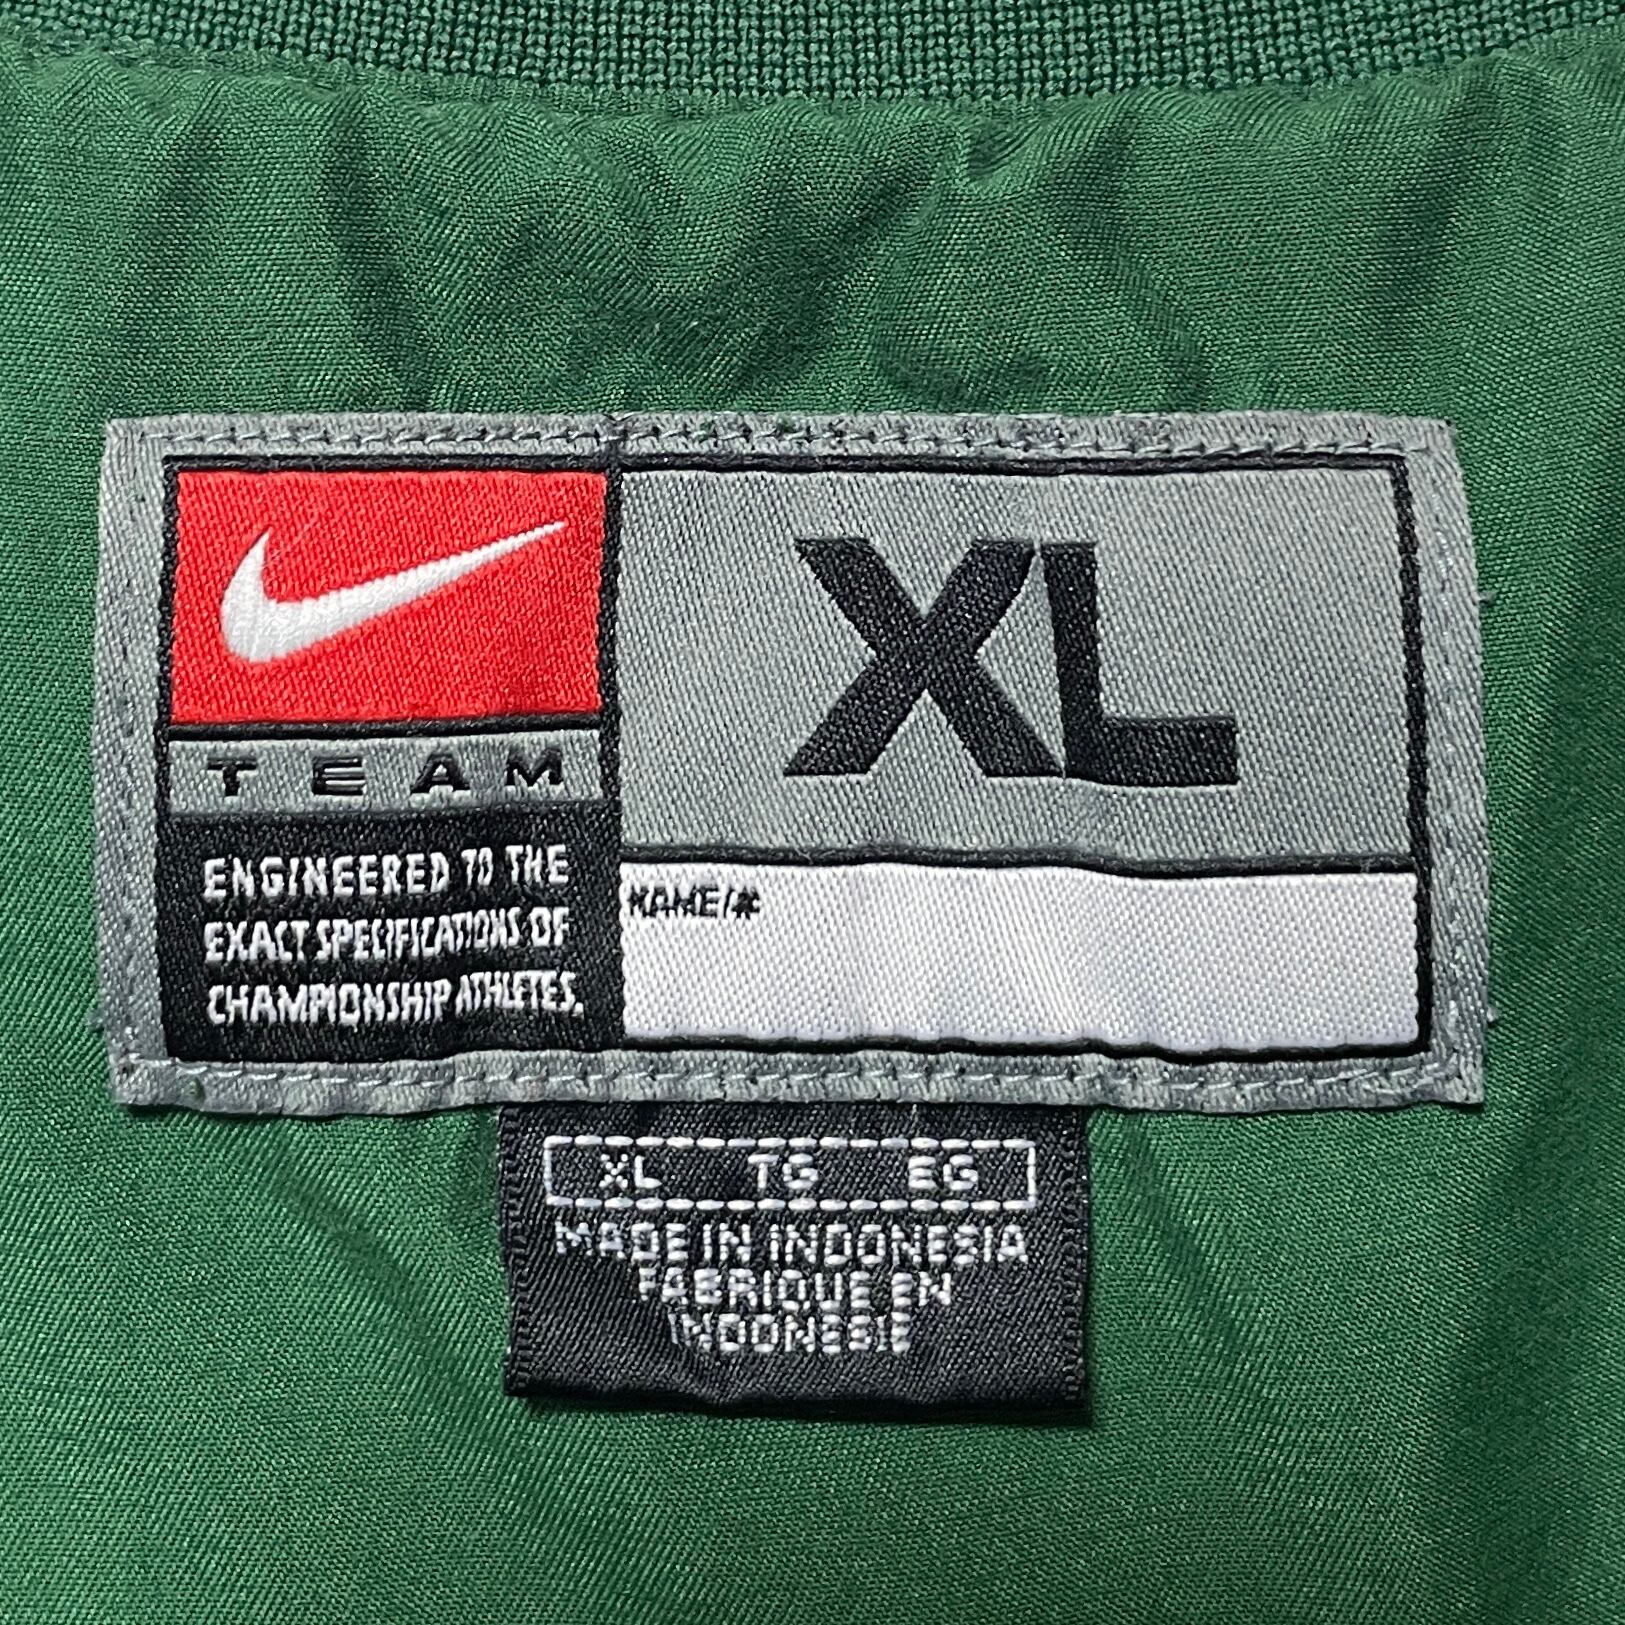 TEAM
ENGINEERED TO THE
EXACT SPECIFICATIONS OF
CHAMPIONSHIP ATHLETES.
XL
NAME/#
XL TG EG
MADE IN INDONESIA
FABRIQUE EN
INDONESIE